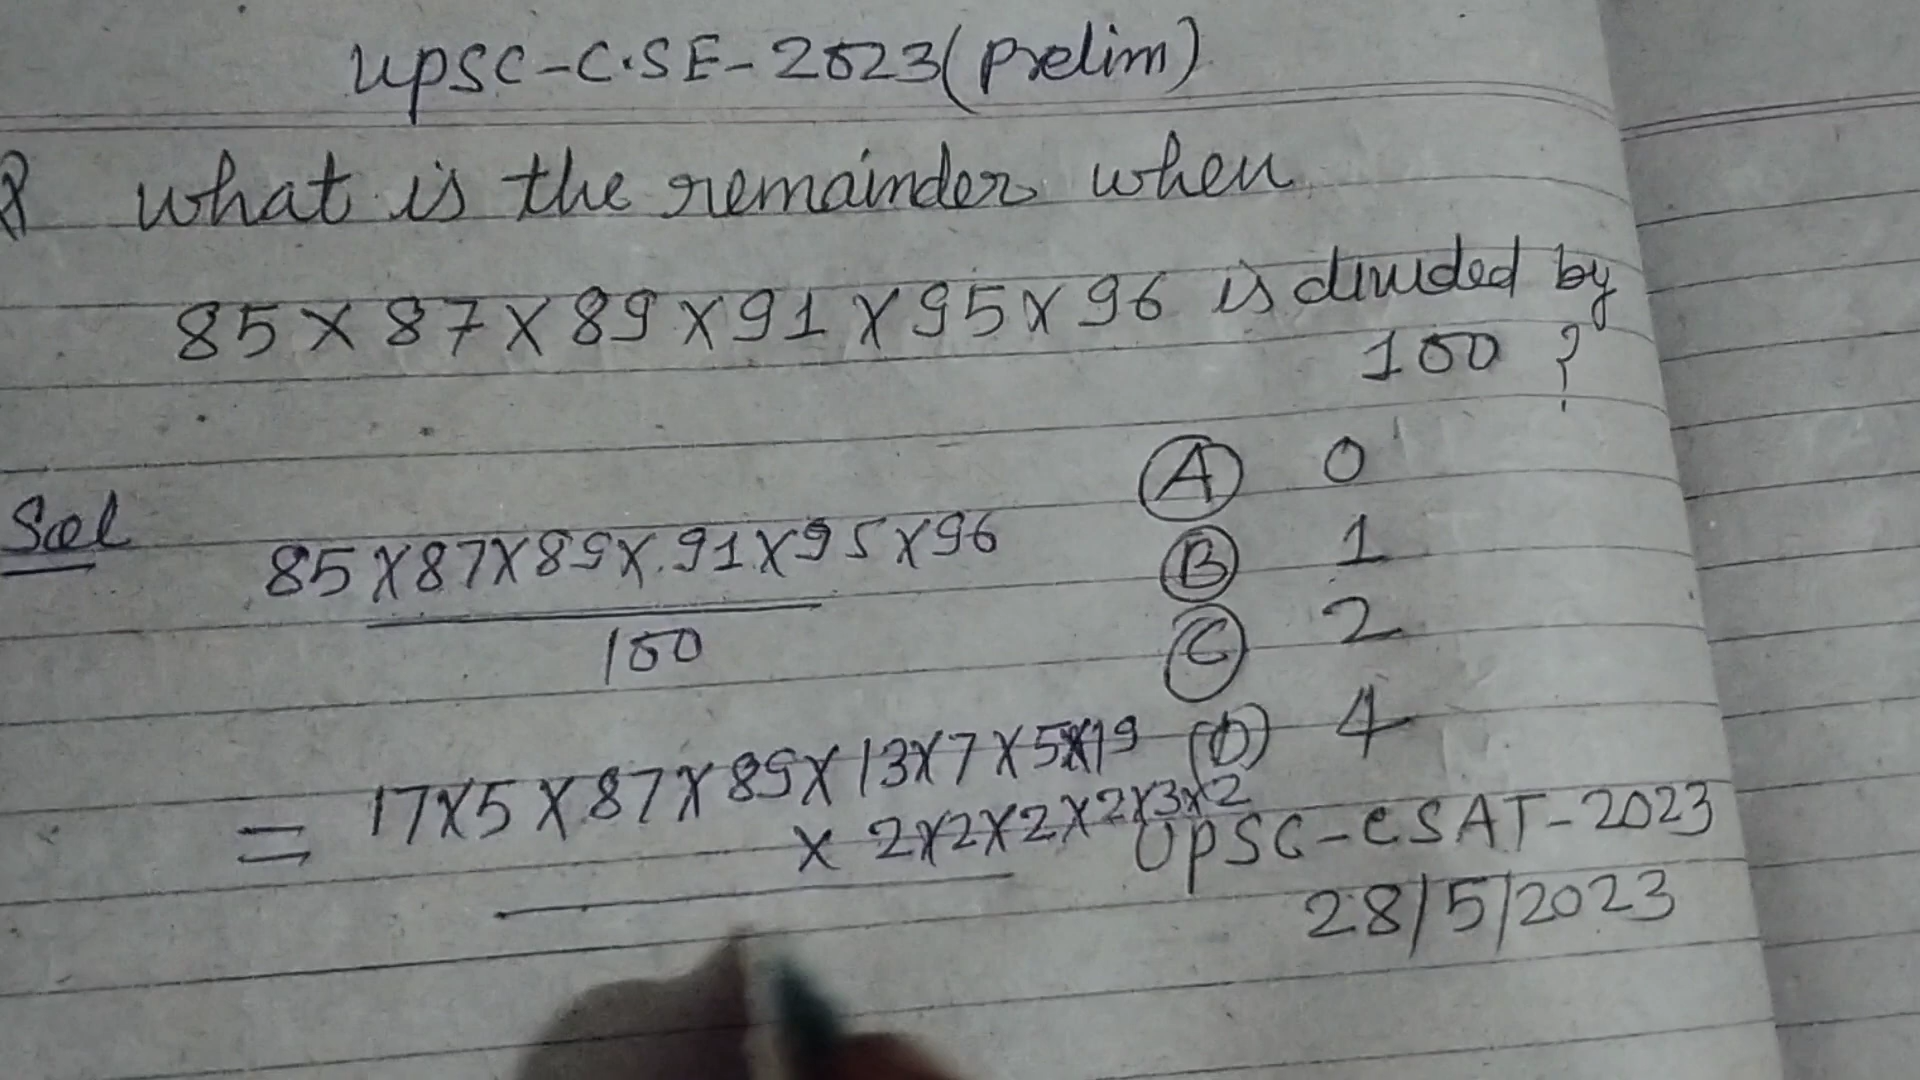 UPSC-C.SE-2023(Prelim)
Q what is the remainder when
85×87×89×91×95×96 is divided by
100 ?
(A) 0
Sol 85×87×89×91×95×96
(B) 1
100
(C) 2
(D) 4
= 17×5×87×89×13×7×5×19
× 2×2×2×2×3×2
UPSC-CSAT-2023
28/5/2023